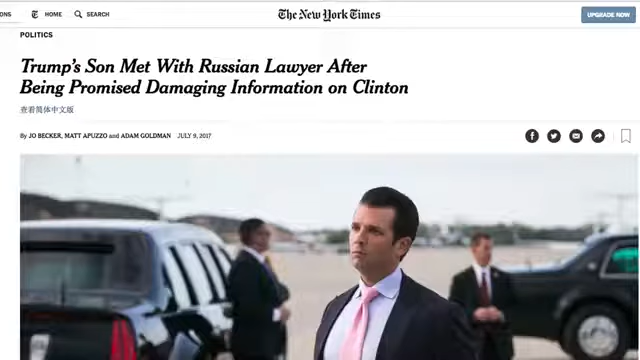 ONS
HOME
SEARCH
The New York Times
UPGRADE NOW
POLITICS
Trump's Son Met With Russian Lawyer After
Being Promised Damaging Information on Clinton
查看简体中文版
By JO BECKER, MATT APUZZO and ADAM GOLDMAN JULY 9, 2017